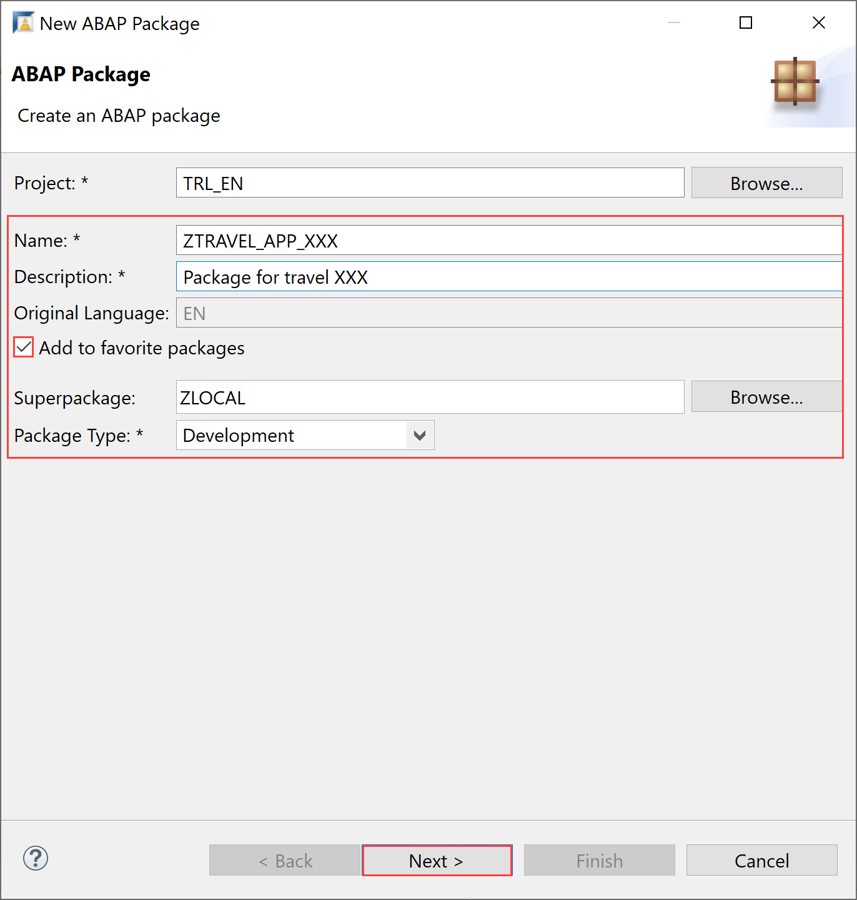 New ABAP Package
ABAP Package
Create an ABAP package
Project: * TRL_EN Browse...
Name: * ZTRAVEL_APP_XXX
Description: * Package for travel XXX
Original Language: EN
Add to favorite packages
Superpackage: ZLOCAL Browse...
Package Type: * Development
? < Back Next > Finish Cancel